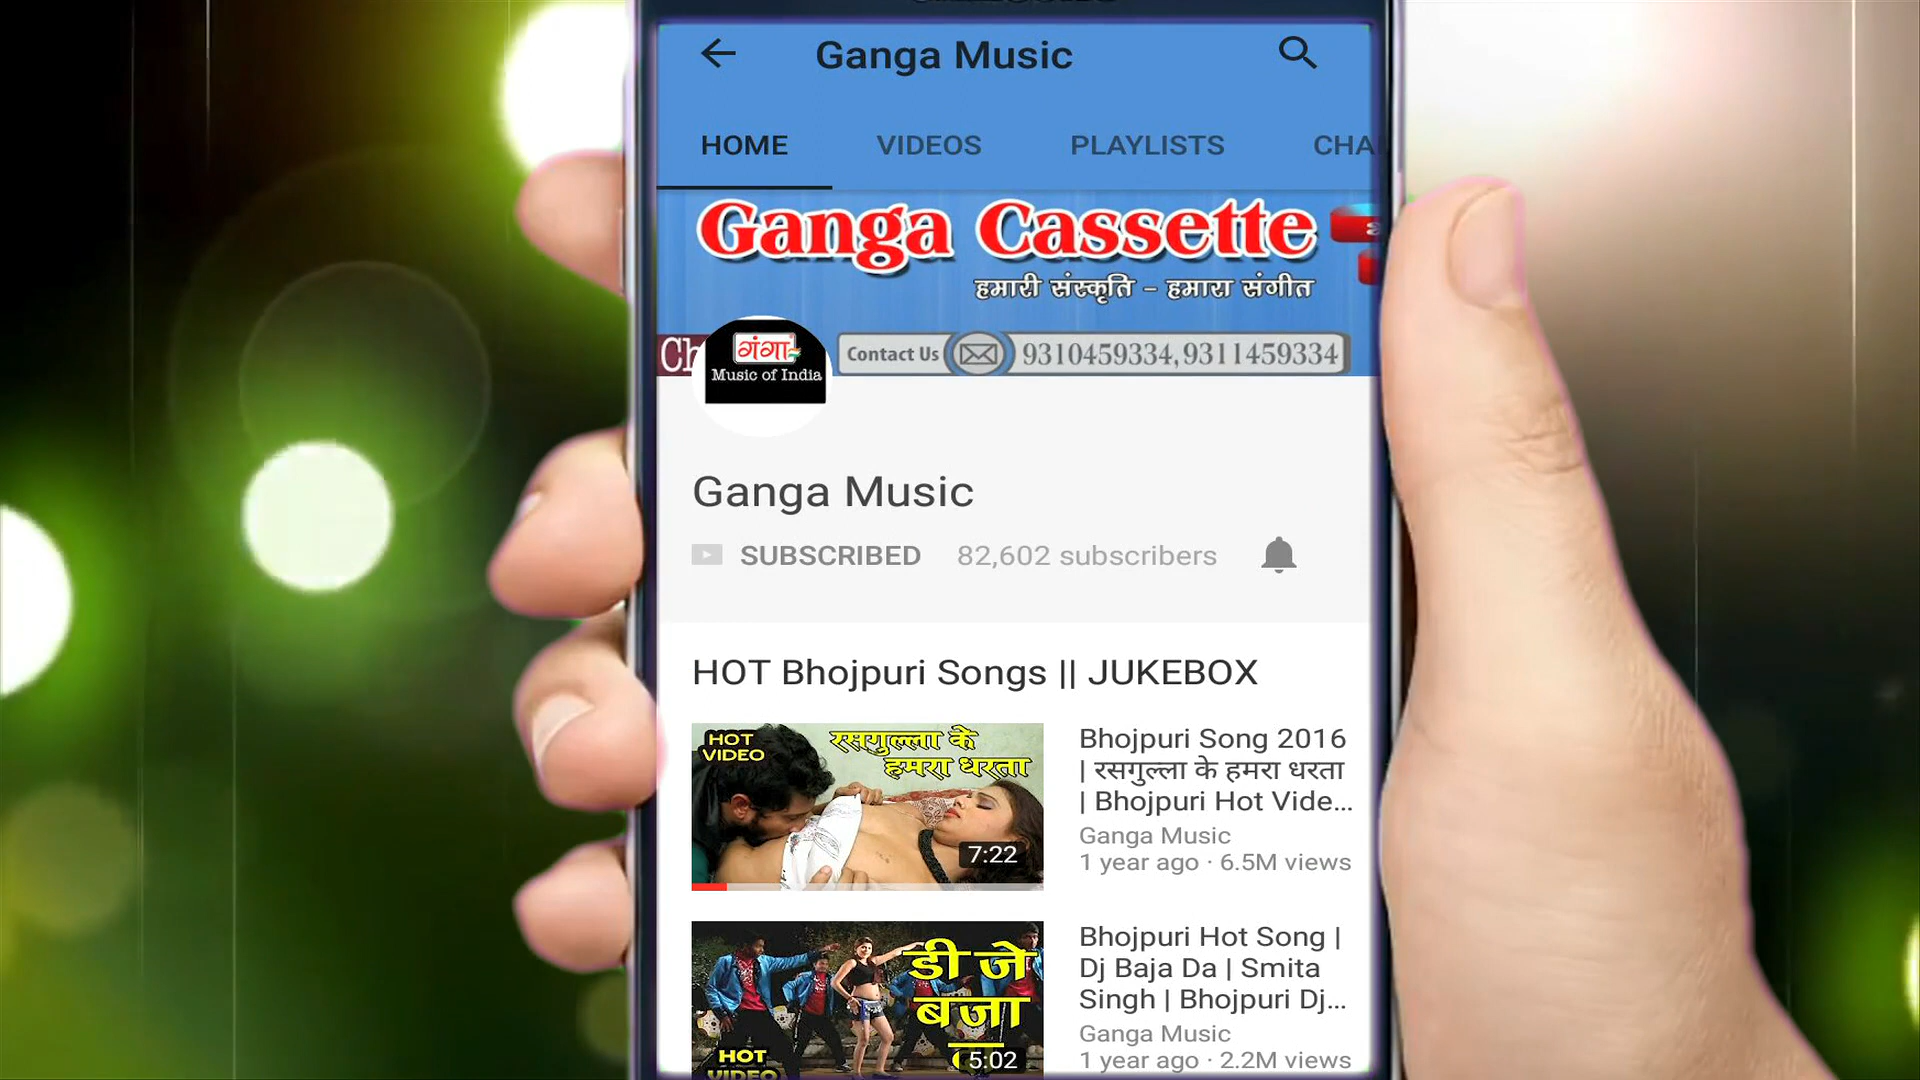 Ganga Music
HOME VIDEOS PLAYLISTS CHA
Ganga Cassette
हमारी संस्कृति - हमारा संगीत
Ch
गंगा
Music of India
Contact Us 9310459334, 9311459334
Ganga Music
SUBSCRIBED 82,602 subscribers
HOT Bhojpuri Songs || JUKEBOX
HOT
VIDEO
रसगुल्ला के
हमरा धरता
7:22
Bhojpuri Song 2016
| रसगुल्ला के हमरा धरता
| Bhojpuri Hot Vide...
Ganga Music
1 year ago · 6.5M views
डी जे
बजा
HOT
VIDEO
5:02
Bhojpuri Hot Song |
Dj Baja Da | Smita
Singh | Bhojpuri Dj...
Ganga Music
1 year ago · 2.2M views